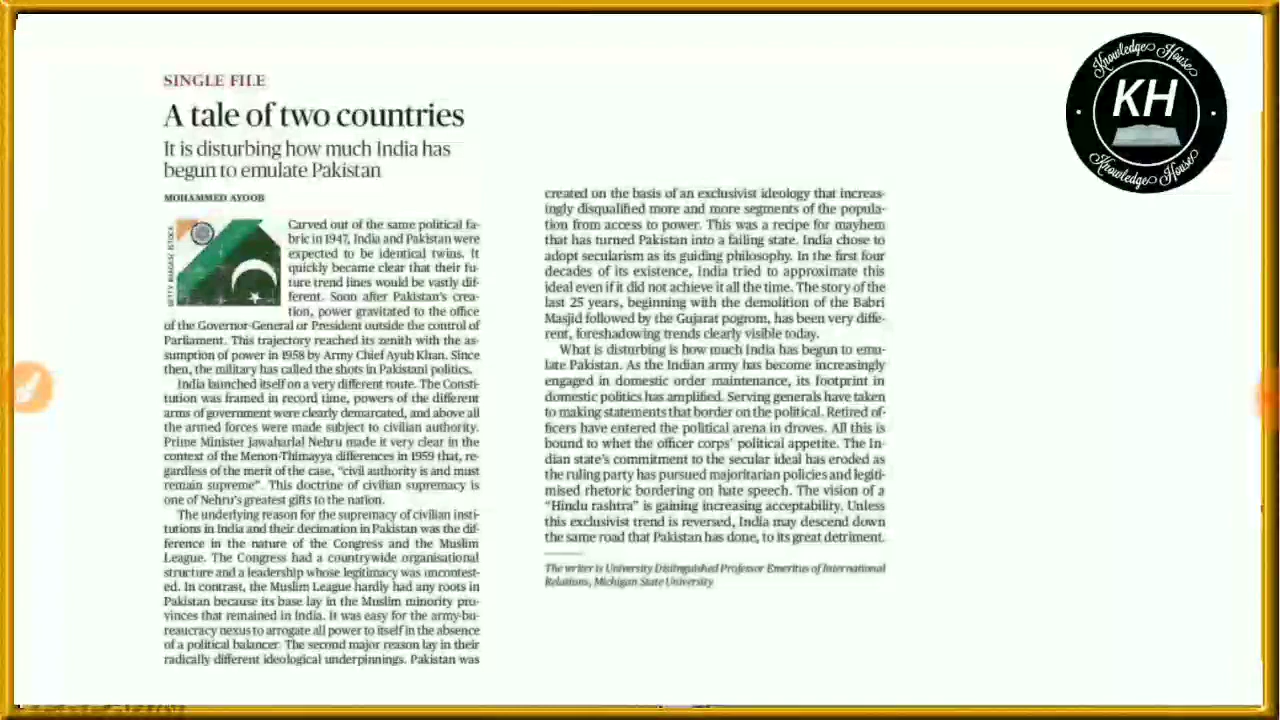 SINGLE FILE
A tale of two countries
It is disturbing how much India has
begun to emulate Pakistan
MOHAMMED AYOOB
GETTY IMAGES/ ISTOCK
Carved out of the same political fa-
bric in 1947, India and Pakistan were
expected to be identical twins. It
quickly became clear that their fu-
ture trend lines would be vastly dif-
ferent. Soon after Pakistan's crea-
tion, power gravitated to the office
of the Governor-General or President outside the control of
Parliament. This trajectory reached its zenith with the as-
sumption of power in 1958 by Army Chief Ayub Khan. Since
then, the military has called the shots in Pakistani politics.
India launched itself on a very different route. The Consti-
tution was framed in record time, powers of the different
arms of government were clearly demarcated, and above all
the armed forces were made subject to civilian authority.
Prime Minister Jawaharlal Nehru made it very clear in the
context of the Menon-Thimayya differences in 1959 that, re-
gardless of the merit of the case, "civil authority is and must
remain supreme". This doctrine of civilian supremacy is
one of Nehru's greatest gifts to the nation.
The underlying reason for the supremacy of civilian insti-
tutions in India and their decimation in Pakistan was the dif-
ference in the nature of the Congress and the Muslim
League. The Congress had a countrywide organisational
structure and a leadership whose legitimacy was uncontest-
ed. In contrast, the Muslim League hardly had any roots in
Pakistan because its base lay in the Muslim minority pro-
vinces that remained in India. It was easy for the army-bu-
reaucracy nexus to arrogate all power to itself in the absence
of a political balancer. The second major reason lay in their
radically different ideological underpinnings. Pakistan was
created on the basis of an exclusivist ideology that increas-
ingly disqualified more and more segments of the popula-
tion from access to power. This was a recipe for mayhem
that has turned Pakistan into a failing state. India chose to
adopt secularism as its guiding philosophy. In the first four
decades of its existence, India tried to approximate this
ideal even if it did not achieve it all the time. The story of the
last 25 years, beginning with the demolition of the Babri
Masjid followed by the Gujarat pogrom, has been very diffe-
rent, foreshadowing trends clearly visible today.
What is disturbing is how much India has begun to emu-
late Pakistan. As the Indian army has become increasingly
engaged in domestic order maintenance, its footprint in
domestic politics has amplified. Serving generals have taken
to making statements that border on the political. Retired of-
ficers have entered the political arena in droves. All this is
bound to whet the officer corps' political appetite. The In-
dian state's commitment to the secular ideal has eroded as
the ruling party has pursued majoritarian policies and legiti-
mised rhetoric bordering on hate speech. The vision of a
"Hindu rashtra" is gaining increasing acceptability. Unless
this exclusivist trend is reversed, India may descend down
the same road that Pakistan has done, to its great detriment.
The writer is University Distinguished Professor Emeritus of International
Relations, Michigan State University
Knowledge House
KH
Knowledge House